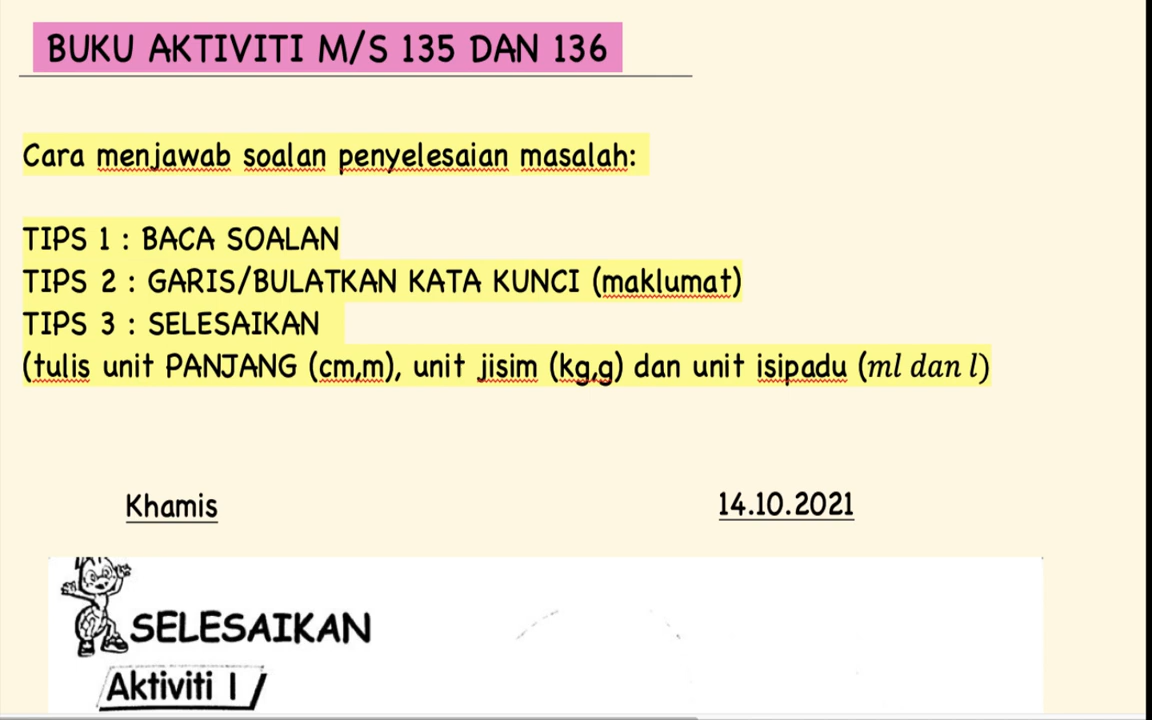 BUKU AKTIVITI M/S 135 DAN 136
Cara menjawab soalan penyelesaian masalah:
TIPS 1 : BACA SOALAN
TIPS 2 : GARIS/BULATKAN KATA KUNCI (maklumat)
TIPS 3 : SELESAIKAN
(tulis unit PANJANG (cm,m), unit jisim (kg,g) dan unit isipadu (ml dan l)
Khamis 14.10.2021
SELESAIKAN
Aktiviti 1